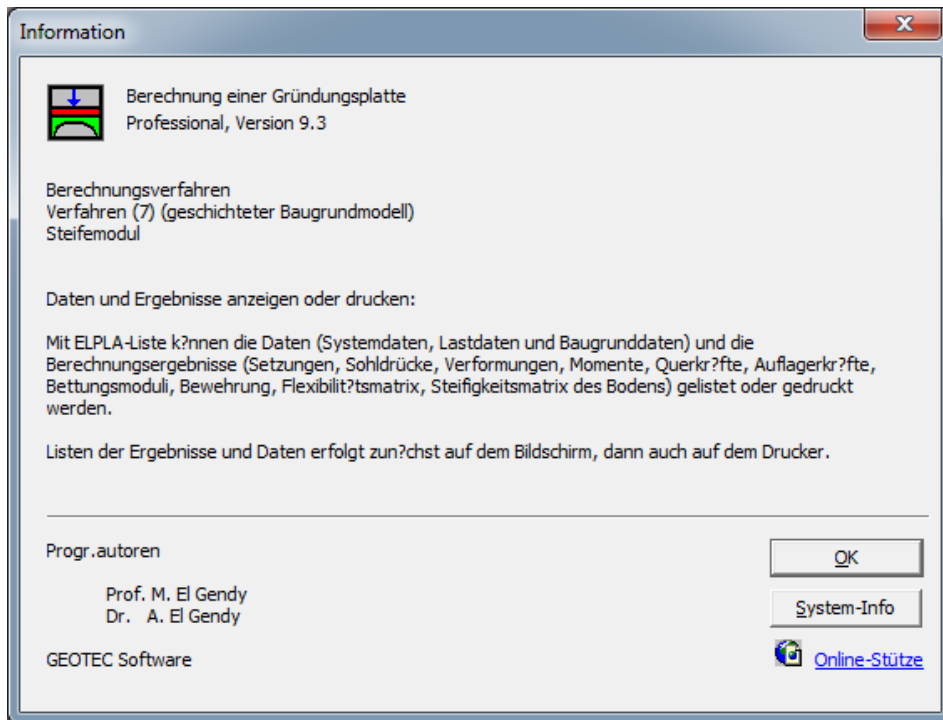 Information
Berechnung einer Gründungsplatte
Professional, Version 9.3
Berechnungsverfahren
Verfahren (7) (geschichteter Baugrundmodell)
Steifemodul
Daten und Ergebnisse anzeigen oder drucken:
Mit ELPLA-Liste k?nnen die Daten (Systemdaten, Lastdaten und Baugrunddaten) und die
Berechnungsergebnisse (Setzungen, Sohldrücke, Verformungen, Momente, Querkr?fte, Auflagerkr?fte,
Bettungsmoduli, Bewehrung, Flexibilit?tsmatrix, Steifigkeitsmatrix des Bodens) gelistet oder gedruckt
werden.
Listen der Ergebnisse und Daten erfolgt zun?chst auf dem Bildschirm, dann auch auf dem Drucker.
Progr.autoren
Prof. M. El Gendy
Dr. A. El Gendy
GEOTEC Software
OK
System-Info
Online-Stütze